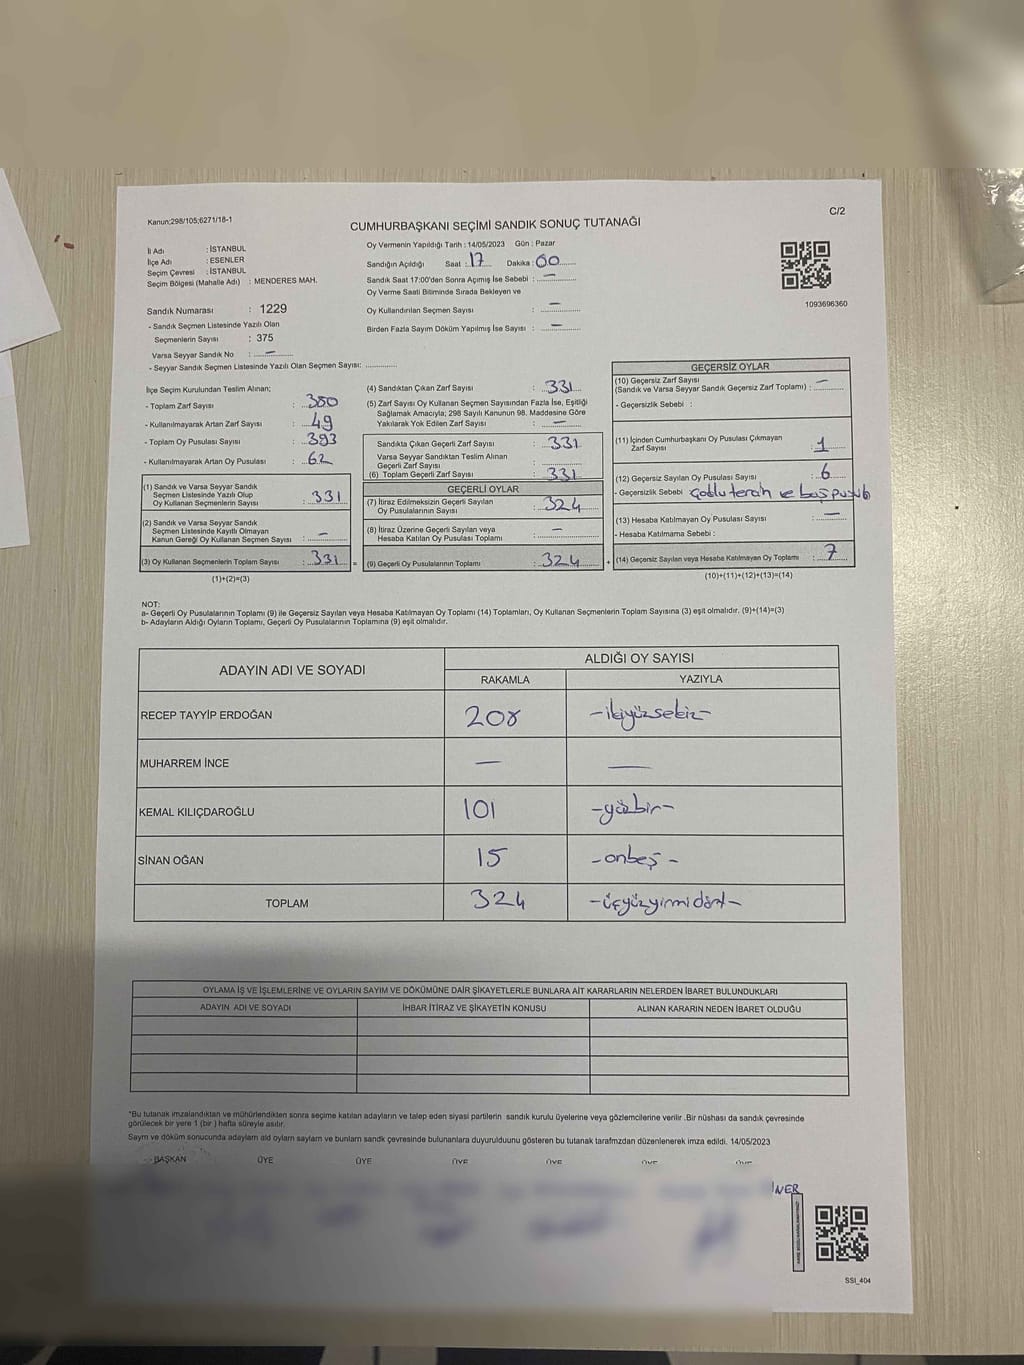 Kanun;298/105;6271/18-1
C/2
CUMHURBAŞKANI SEÇİMİ SANDIK SONUÇ TUTANAĞI
İl Adı : İSTANBUL
İlçe Adı : ESENLER
Seçim Çevresi : İSTANBUL
Seçim Bölgesi (Mahalle Adı) : MENDERES MAH.
Oy Vermenin Yapıldığı Tarih : 14/05/2023 Gün : Pazar
Sandığın Açıldığı Saat : 17 Dakika : 00
Sandık Saat 17:00'den Sonra Açımış İse Sebebi : —
Oy Verme Saati Bitiminde Sırada Bekleyen ve
Oy Kullandırılan Seçmen Sayısı : —
Birden Fazla Sayım Döküm Yapılmış İse Sayısı : —
1093696360
Sandık Numarası : 1229
- Sandık Seçmen Listesinde Yazılı Olan
Seçmenlerin Sayısı : 375
Varsa Seyyar Sandık No : —
- Seyyar Sandık Seçmen Listesinde Yazılı Olan Seçmen Sayısı:
İlçe Seçim Kurulundan Teslim Alınan;
- Toplam Zarf Sayısı : 380
- Kullanılmayarak Artan Zarf Sayısı : 49
- Toplam Oy Pusulası Sayısı : 393
- Kullanılmayarak Artan Oy Pusulası : 62
(1) Sandık ve Varsa Seyyar Sandık
Seçmen Listesinde Yazılı Olup
Oy Kullanan Seçmenlerin Sayısı : 331
(2) Sandık ve Varsa Seyyar Sandık
Seçmen Listesinde Kayıtlı Olmayan
Kanun Gereği Oy Kullanan Seçmen Sayısı : —
(3) Oy Kullanan Seçmenlerin Toplam Sayısı : 331 =
(1)+(2)=(3)
(4) Sandıktan Çıkan Zarf Sayısı : 331
(5) Zarf Sayısı Oy Kullanan Seçmen Sayısından Fazla İse, Eşitliği
Sağlamak Amacıyla; 298 Sayılı Kanunun 98. Maddesine Göre
Yakılarak Yok Edilen Zarf Sayısı : —
Sandıkta Çıkan Geçerli Zarf Sayısı : 331
Varsa Seyyar Sandıktan Teslim Alınan
Geçerli Zarf Sayısı :
(6) Toplam Geçerli Zarf Sayısı : 331
GEÇERLİ OYLAR
(7) İtiraz Edilmeksizin Geçerli Sayılan
Oy Pusulalarının Sayısı : 324
(8) İtiraz Üzerine Geçerli Sayılan veya
Hesaba Katılan Oy Pusulası Toplamı : —
(9) Geçerli Oy Pusulalarının Toplamı : 324 +
GEÇERSİZ OYLAR
(10) Geçersiz Zarf Sayısı
(Sandık ve Varsa Seyyar Sandık Geçersiz Zarf Toplamı) : —
- Geçersizlik Sebebi :
(11) İçinden Cumhurbaşkanı Oy Pusulası Çıkmayan
Zarf Sayısı : 1
(12) Geçersiz Sayılan Oy Pusulası Sayısı : 6
- Geçersizlik Sebebi ve boş
(13) Hesaba Katılmayan Oy Pusulası Sayısı : —
- Hesaba Katılmama Sebebi :
(14) Geçersiz Sayılan veya Hesaba Katılmayan Oy Toplamı : 7
(10)+(11)+(12)+(13)=(14)
NOT:
a- Geçerli Oy Pusulalarının Toplamı (9) ile Geçersiz Sayılan veya Hesaba Katılmayan Oy Toplamı (14) Toplamları, Oy Kullanan Seçmenlerin Toplam Sayısına (3) eşit olmalıdır. (9)+(14)=(3)
b- Adayların Aldığı Oyların Toplamı, Geçerli Oy Pusulalarının Toplamına (9) eşit olmalıdır.
ADAYIN ADI VE SOYADI
ALDIĞI OY SAYISI
RAKAMLA YAZIYLA
RECEP TAYYİP ERDOĞAN 208 -ikiyüzsekiz-
MUHARREM İNCE — —
KEMAL KILIÇDAROĞLU 101 -yüzbir-
SİNAN OĞAN 15 -onbeş-
TOPLAM 324 -üçyüzyirmidört-
OYLAMA İŞ VE İŞLEMLERİNE VE OYLARIN SAYIM VE DÖKÜMÜNE DAİR ŞİKAYETLERLE BUNLARA AİT KARARLARIN NELERDEN İBARET BULUNDUKLARI
ADAYIN ADI VE SOYADI İHBAR İTİRAZ VE ŞİKAYETİN KONUSU ALINAN KARARIN NEDEN İBARET OLDUĞU
*Bu tutanak imzalandıktan ve mühürlendikten sonra seçime katılan adayların ve talep eden siyasi partilerin sandık kurulu üyelerine veya gözlemcilerine verilir .Bir nüshası da sandık çevresinde
görülecek bir yere 1 (bir ) hafta süreyle asılır.
Sayım ve döküm sonucunda adayların ald oyların sayların ve bunların sandk çevresinde bulunanlara duyurulduunu gösteren bu tutanak tarafmzdan düzenlenerek imza edildi. 14/05/2023
BAŞKAN ÜYE ÜYE ÜYE ÜYE ÜYE ÜYE
İNER
SSI_404